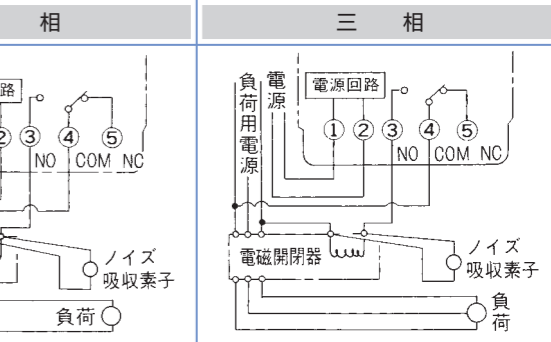 相
路
② ③ ④ ⑤
NO COM NC
ノイズ
吸収素子
負荷
三 相
負荷用電源
電源
電源回路
① ② ③ ④ ⑤
NO COM NC
電磁開閉器
ノイズ
吸収素子
負荷